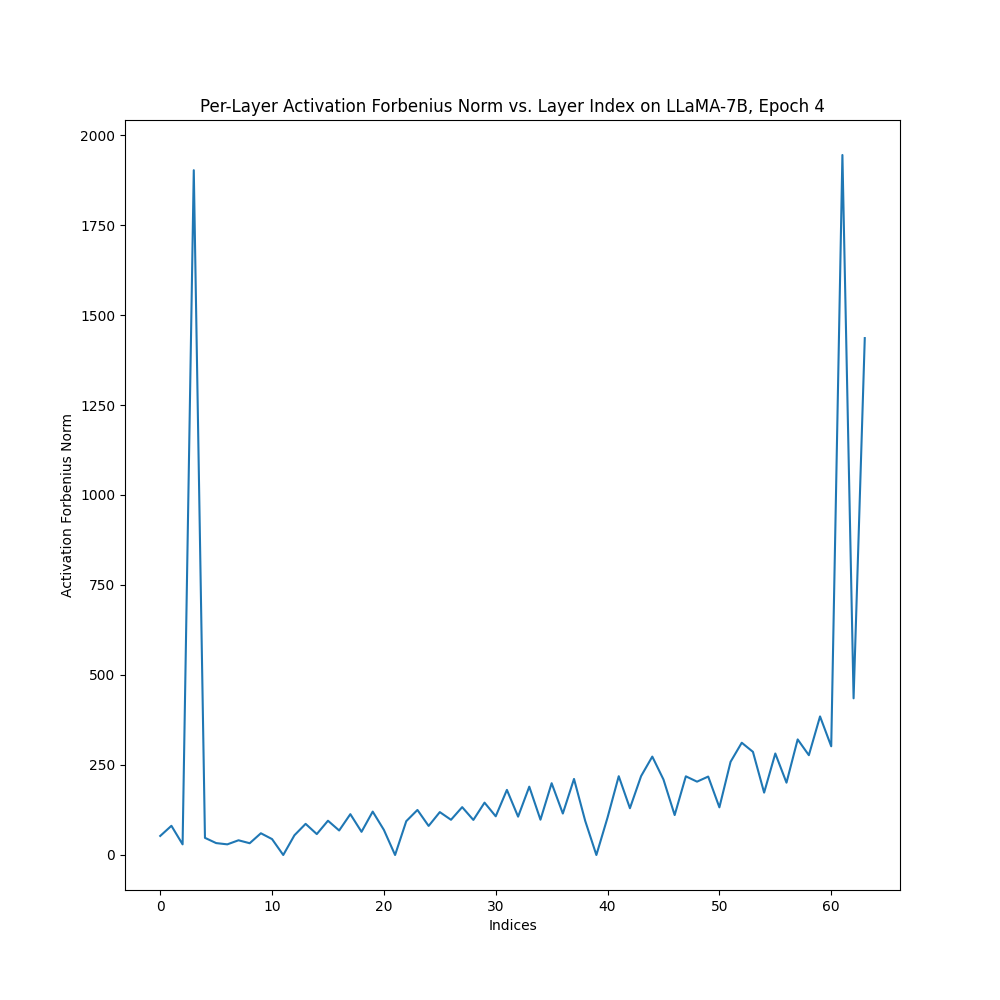 Per-Layer Activation Forbenius Norm vs. Layer Index on LLaMA-7B, Epoch 4
2000
1750
1500
1250
1000
750
500
250
0
Activation Forbenius Norm
0 10 20 30 40 50 60
Indices